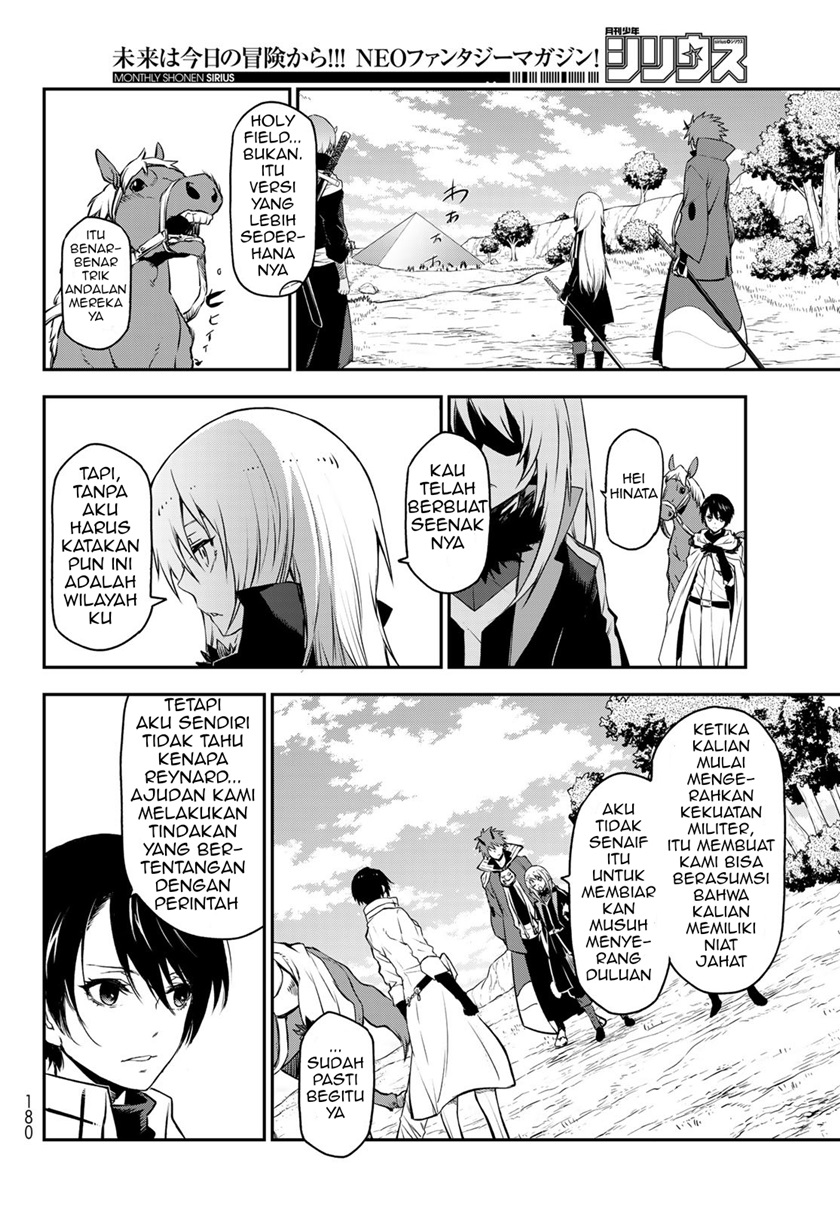 未来は今日の冒険から!!! NEOファンタジーマガジン!
MONTHLY SHONEN SIRIUS
月刊少年
シリウス
わぁ
わぁ
HOLY
FIELD...
BUKAN.
ITU
VERSI
YANG
LEBIH
SEDER-
HANA
NYA
ITU
BENAR-
BENAR
TRIK
ANDALAN
MEREKA
YA
HEI
HINATA
KAU
TELAH
BERBUAT
SEENAK
NYA
TAPI,
TANPA
AKU
HARUS
KATAKAN
PUN INI
ADALAH
WILAYAH
KU
KETIKA
KALIAN
MULAI
MENGE-
RAHKAN
KEKUATAN
MILITER,
ITU MEMBUAT
KAMI BISA
BERASUMSI
BAHWA
KALIAN
MEMILIKI
NIAT
JAHAT
AKU
TIDAK
SENAIF
ITU
UNTUK
MEMBIAR
KAN
MUSUH
MENYE-
RANG
DULUAN
...
SUDAH
PASTI
BEGITU
YA
TETAPI
AKU SENDIRI
TIDAK TAHU
KENAPA
REYNARD...
AJUDAN KAMI
MELAKUKAN
TINDAKAN
YANG BER-
TENTANGAN
DENGAN
PERINTAH
180